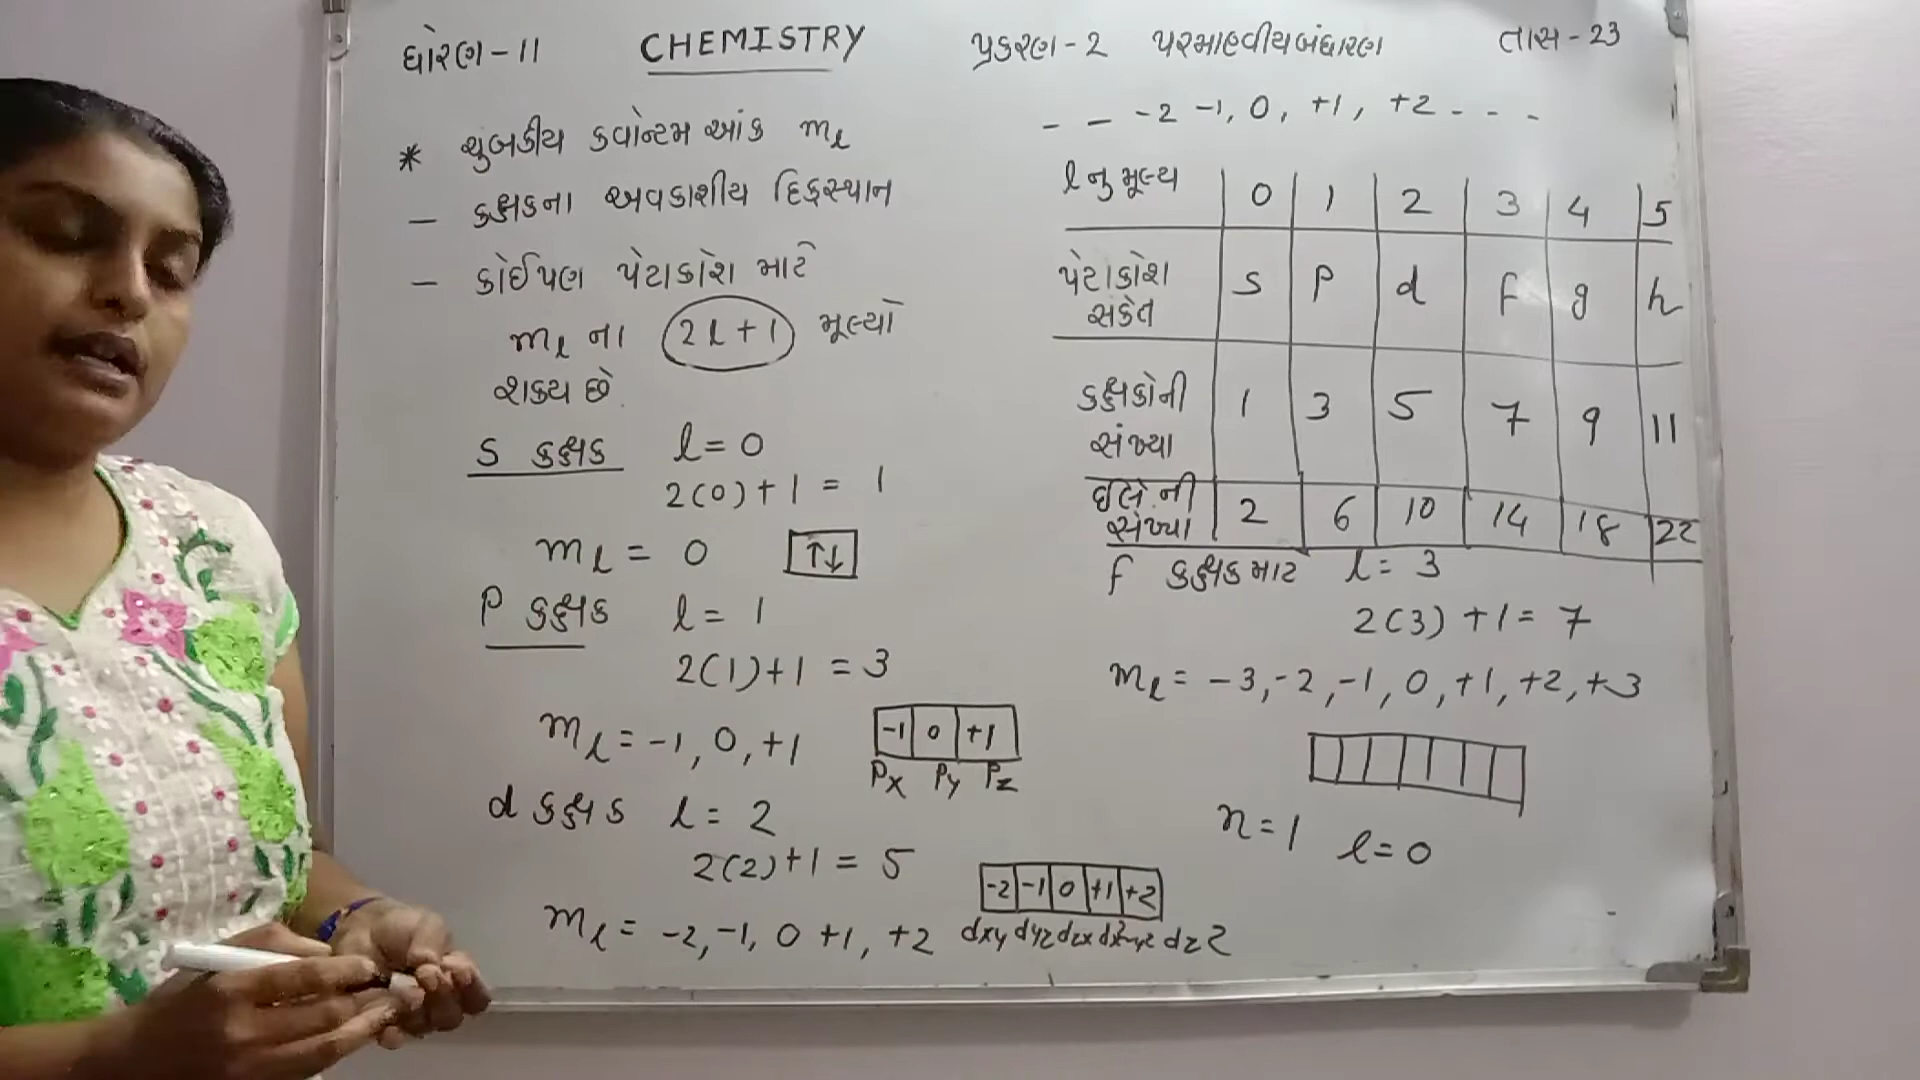 ધોરણ - 11 CHEMISTRY પ્રકરણ - 2 પરમાણ્વીય બંધારણ તાસ - 23
* ચુંબકીય ક્વોન્ટમ આંક mₗ
– કક્ષકના અવકાશીય દિકસ્થાન
– કોઈપણ પેટાકોશ માટે
mₗ ના 2l + 1 મૂલ્યો
શક્ય છે.
S કક્ષક l = 0
2(0) + 1 = 1
mₗ = 0 ↑↓
P કક્ષક l = 1
2(1) + 1 = 3
mₗ = -1, 0, +1 -1 0 +1
Px Py Pz
d કક્ષક l = 2
2(2) + 1 = 5
-2 -1 0 +1 +2
mₗ = -2, -1, 0 +1, +2 dxy dyz dzx dx²-y² dz2
- – -2 -1, 0, +1, +2 - - -
l નુ મૂલ્ય 0 1 2 3 4 5
પેટાકોશ S P d f g h
સંકેત
કક્ષકોની 1 3 5 7 9 11
સંખ્યા
ઇલે.ની 2 6 10 14 18 22
સંખ્યા
f કક્ષક માટે l = 3
2(3) + 1 = 7
mₗ = -3, -2, -1, 0, +1, +2, +3
n = 1 l = 0